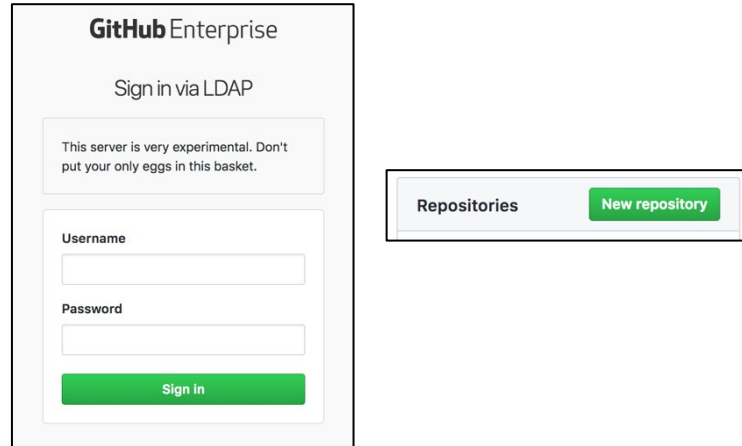 GitHub Enterprise
Sign in via LDAP
This server is very experimental. Don't
put your only eggs in this basket.
Username
Password
Sign in
Repositories New repository